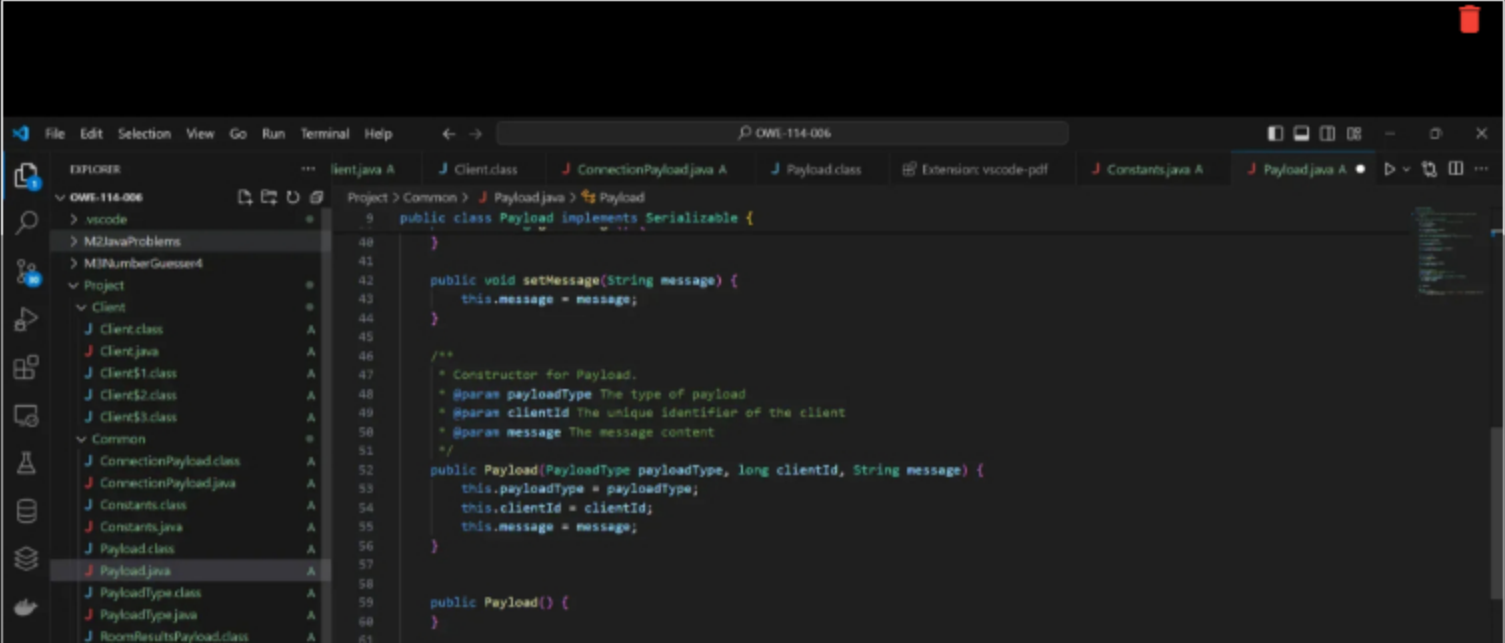 File Edit Selection View Go Run Terminal Help
OWE-114-006
EXPLORER
ient.java A
Client.class
ConnectionPayload.java A
Payload.class
Extension: vscode-pdf
Constants.java A
Payload.java A
OWE-114-006
Project > Common > Payload.java > Payload
.vscode
M2JavaProblems
M3NumberGuesser4
Project
Client
Client.class A
Client.java A
Client$1.class A
Client$2.class A
Client$3.class A
Common
ConnectionPayload.class A
ConnectionPayload.java A
Constants.class A
Constants.java A
Payload.class A
Payload.java A
PayloadType.class A
PayloadType.java A
RoomResultsPayload.class A
9 public class Payload implements Serializable {
40 }
41
42 public void setMessage(String message) {
43 this.message = message;
44 }
45
46 /**
47 * Constructor for Payload.
48 * @param payloadType The type of payload
49 * @param clientId The unique identifier of the client
50 * @param message The message content
51 */
52 public Payload(PayloadType payloadType, long clientId, String message) {
53 this.payloadType = payloadType;
54 this.clientId = clientId;
55 this.message = message;
56 }
57
58
59 public Payload() {
60 }
61